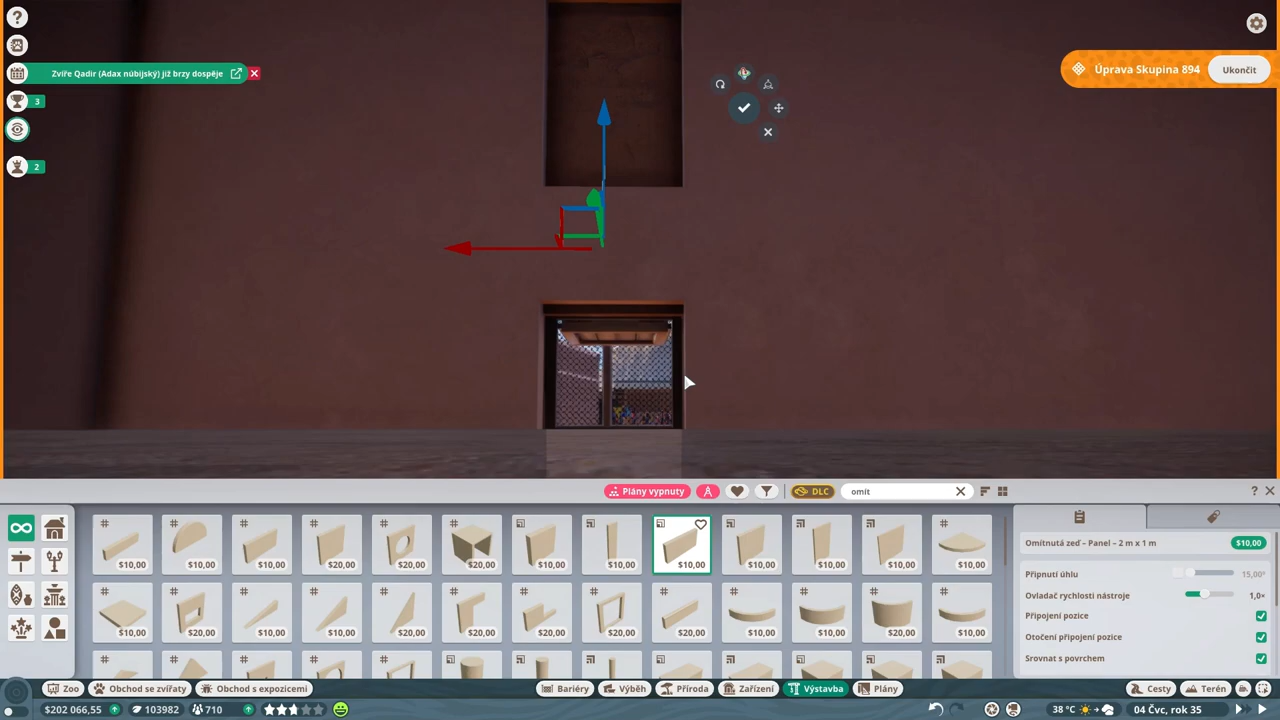 Zvíře Qadir (Adax núbijský) již brzy dospěje
3
2
Úprava Skupina 894
Ukončit
Plány vypnuty
DLC
omít
$10,00 $10,00 $10,00 $20,00 $20,00 $20,00 $10,00 $10,00 $10,00 $10,00 $10,00 $10,00 $10,00
$10,00 $20,00 $10,00 $10,00 $20,00 $20,00 $20,00 $20,00 $20,00 $10,00 $10,00 $20,00 $10,00
Omítnutá zeď – Panel – 2 m x 1 m
$10,00
Připnutí úhlu
15,00°
Ovladač rychlosti nástroje
1,0×
Připojení pozice
Otočení připojení pozice
Srovnat s povrchem
Zoo
Obchod se zvířaty
Obchod s expozicemi
Bariéry
Výběh
Příroda
Zařízení
Výstavba
Plány
Cesty
Terén
$202 066,55
103982
710
38 °C
04 Čvc, rok 35